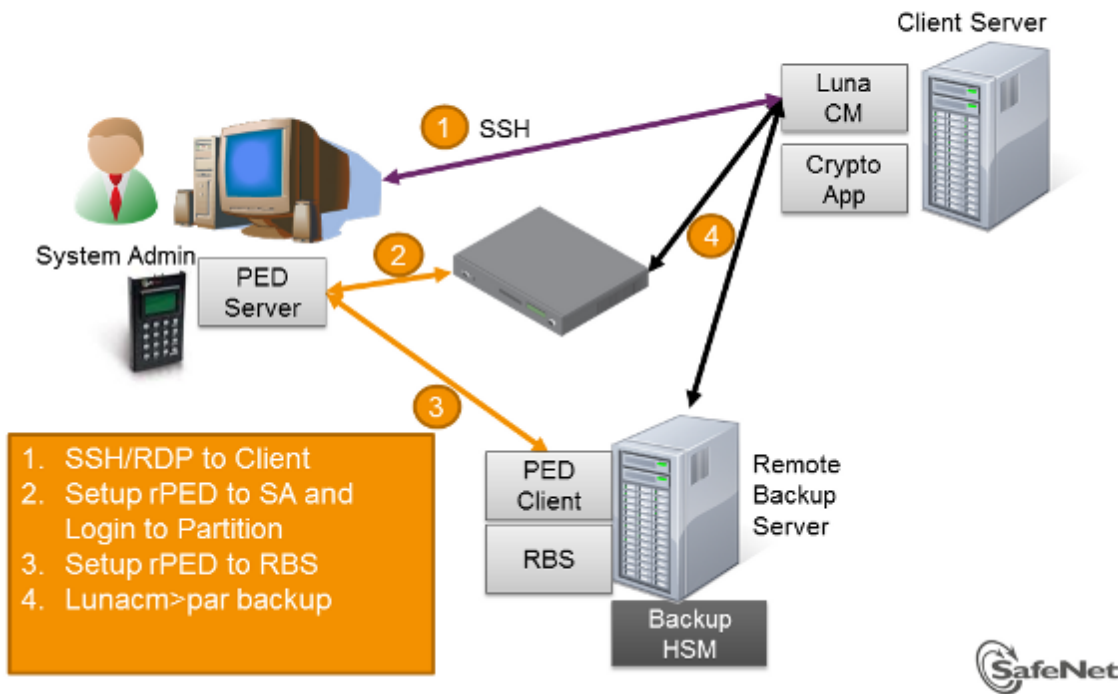 Client Server
Luna
CM
Crypto
App
1
SSH
System Admin
PED
Server
2
4
3
PED
Client
RBS
Remote
Backup
Server
Backup
HSM
1. SSH/RDP to Client
2. Setup rPED to SA and
Login to Partition
3. Setup rPED to RBS
4. Lunacm>par backup
SafeNet